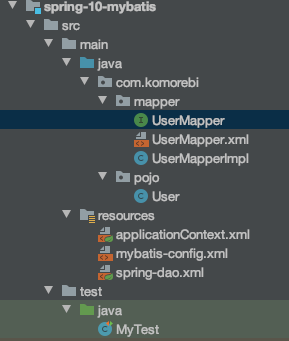 spring-10-mybatis
src
main
java
com.komorebi
mapper
UserMapper
UserMapper.xml
UserMapperImpl
pojo
User
resources
applicationContext.xml
mybatis-config.xml
spring-dao.xml
test
java
MyTest